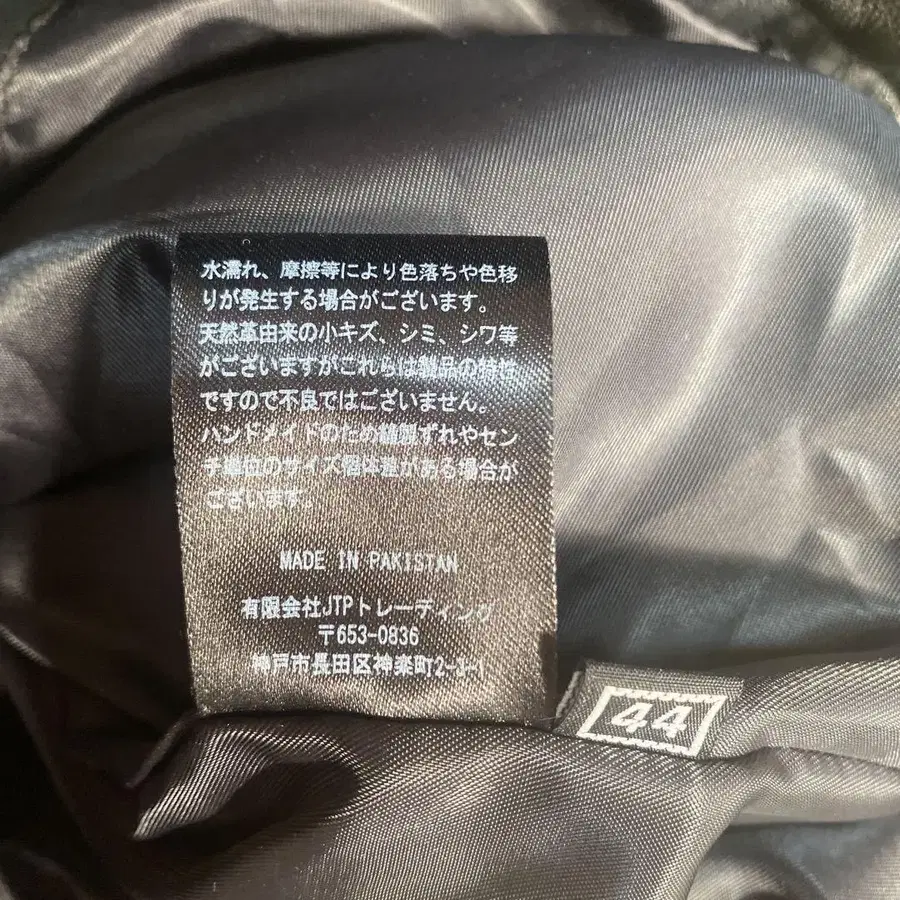 水濡れ、摩擦等により色落ちや色移
りが発生する場合がございます。
天然革由来の小キズ、シミ、シワ等
がございますがこれらは製品の特性
ですので不良ではございません。
ハンドメイドのため縫製ずれやセン
チ単位のサイズ個体差がある場合が
ございます。
MADE IN PAKISTAN
有限会社JTPトレーディング
〒653-0836
神戸市長田区神楽町2-3-1
44